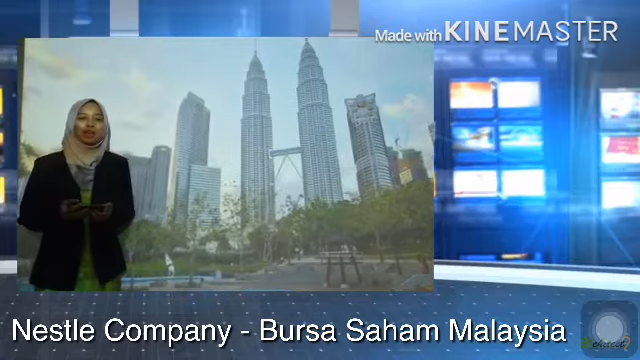 Made with KINEMASTER
Nestle Company - Bursa Saham Malaysia